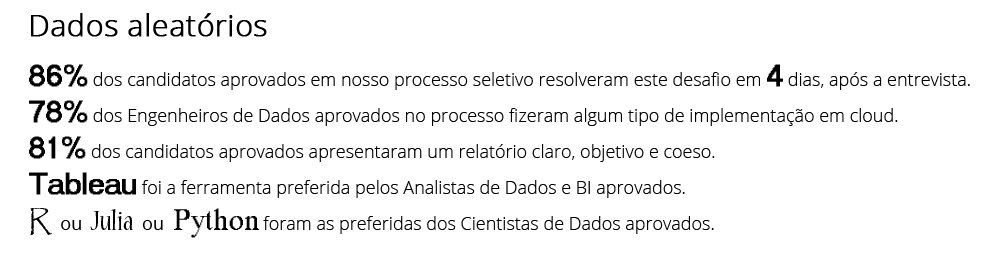 Dados aleatórios
86% dos candidatos aprovados em nosso processo seletivo resolveram este desafio em 4 dias, após a entrevista.
78% dos Engenheiros de Dados aprovados no processo fizeram algum tipo de implementação em cloud.
81% dos candidatos aprovados apresentaram um relatório claro, objetivo e coeso.
Tableau foi a ferramenta preferida pelos Analistas de Dados e BI aprovados.
R ou Julia ou Python foram as preferidas dos Cientistas de Dados aprovados.